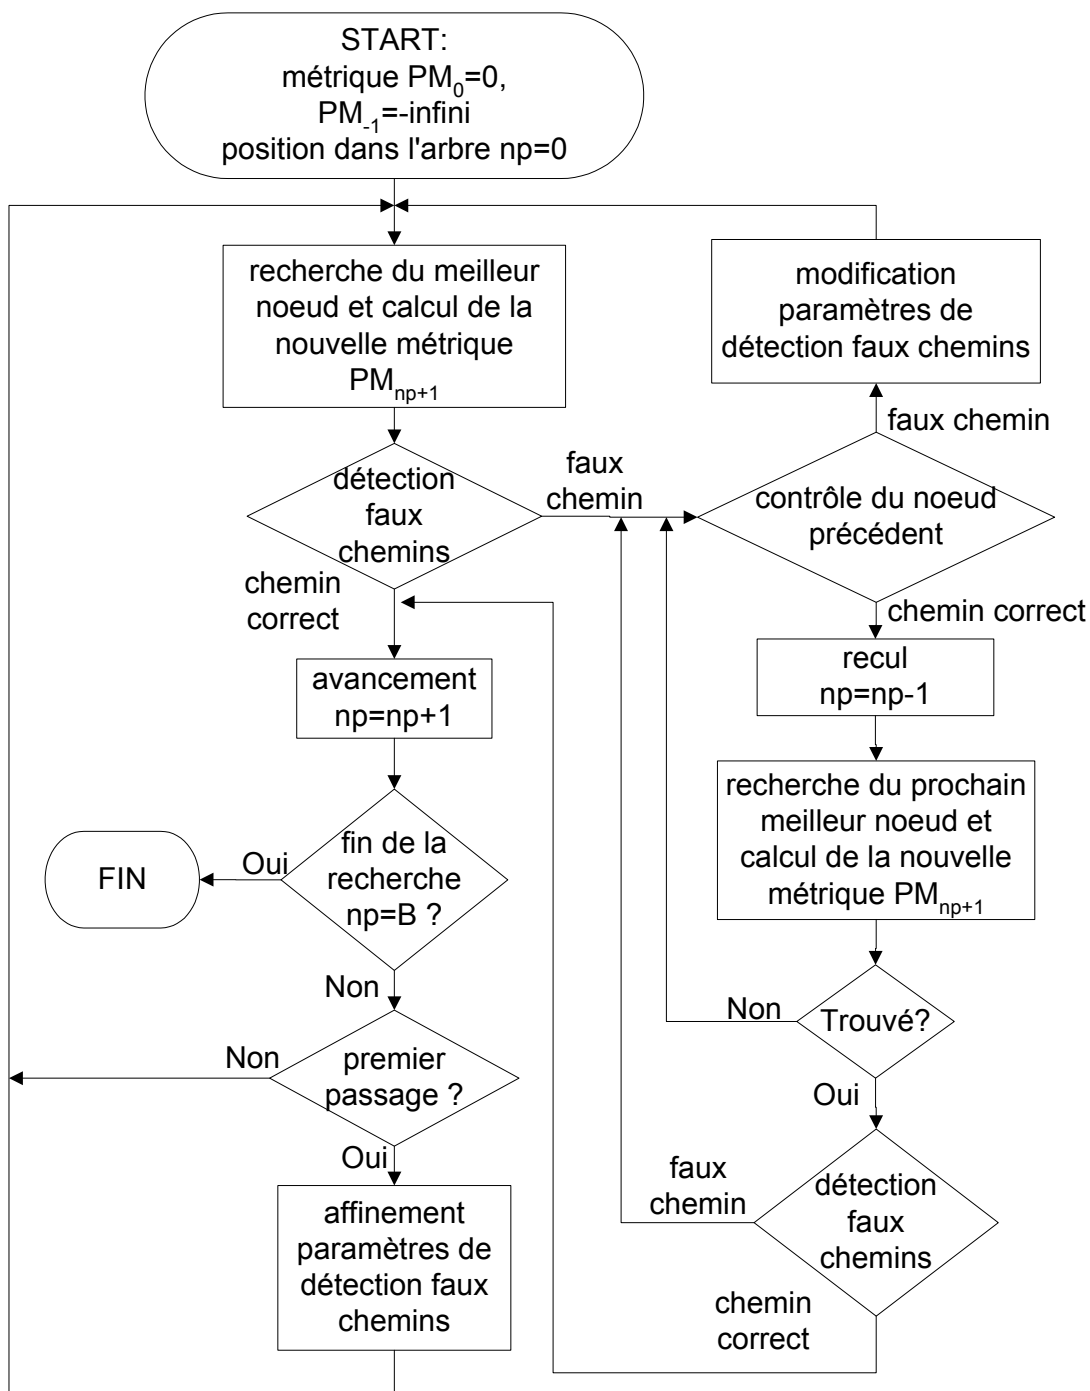 START:
métrique PM0=0,
PM-1=-infini
position dans l'arbre np=0
recherche du meilleur
noeud et calcul de la
nouvelle métrique
PMnp+1
modification
paramètres de
détection faux chemins
faux chemin
détection
faux
chemins
faux
chemin
contrôle du noeud
précédent
chemin
correct
chemin correct
avancement
np=np+1
recul
np=np-1
recherche du prochain
meilleur noeud et
calcul de la nouvelle
métrique PMnp+1
fin de la
recherche
np=B ?
Oui
FIN
Non
Trouvé?
Non
Oui
premier
passage ?
Non
Oui
détection
faux
chemins
faux
chemin
chemin
correct
affinement
paramètres de
détection faux
chemins